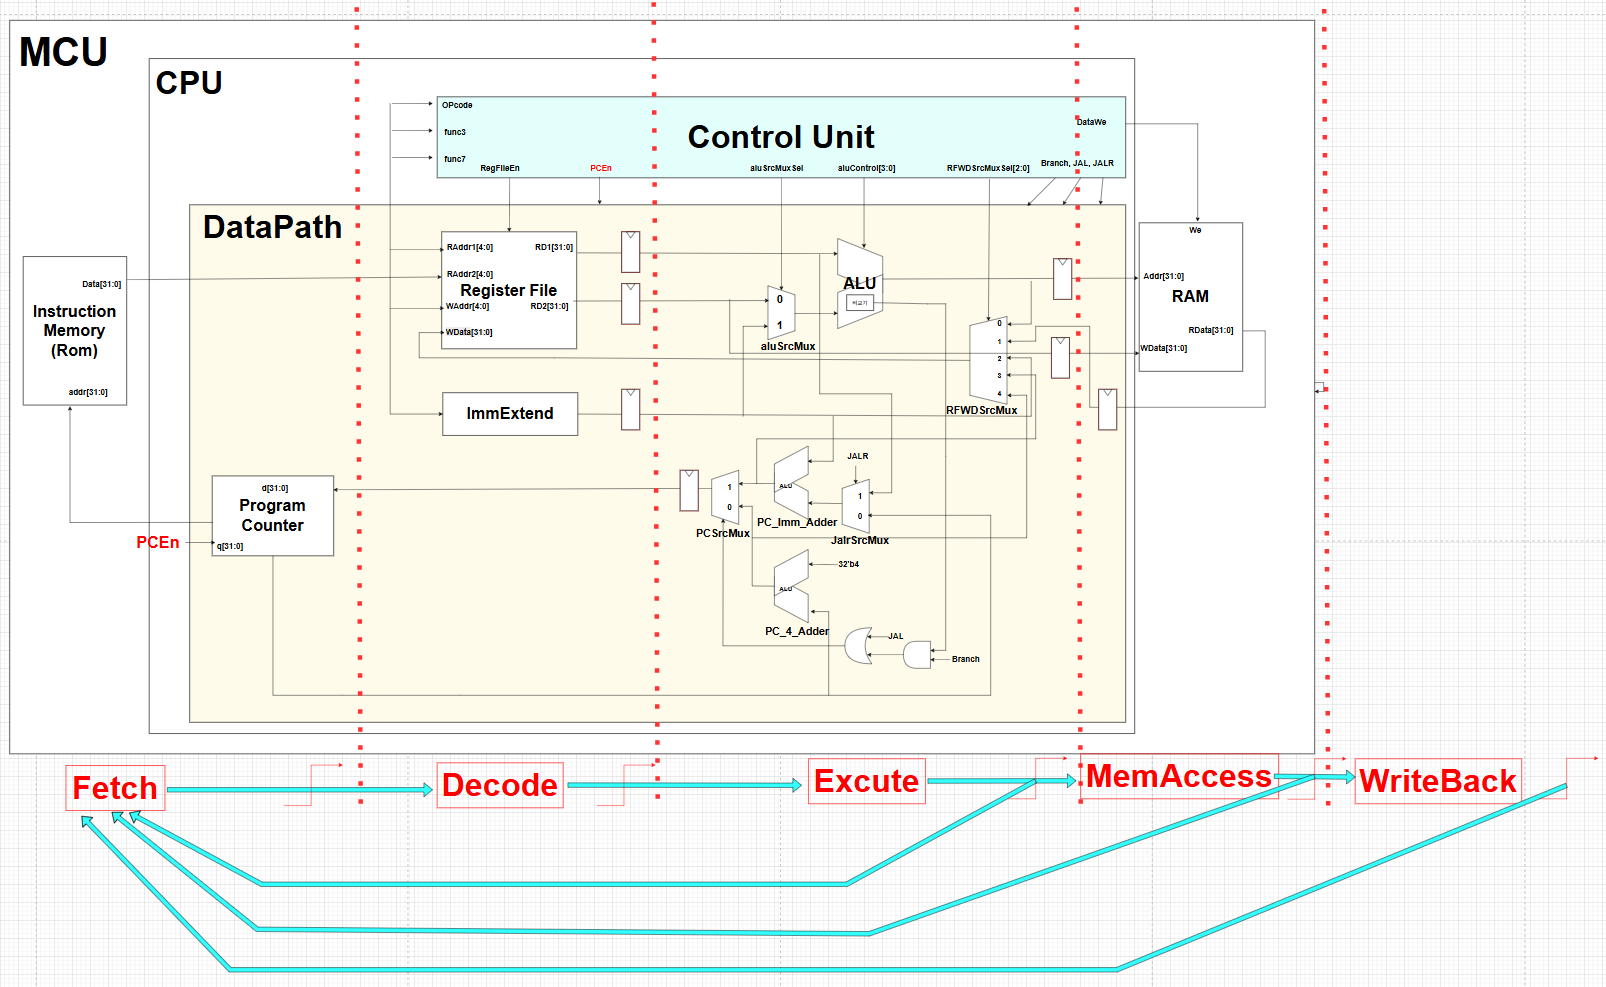 MCU
CPU
OPcode
func3
func7
Control Unit
DataWe
RegFileEn
PCEn
aluSrcMuxSel
aluControl[3:0]
RFWDSrcMuxSel[2:0]
Branch, JAL, JALR
DataPath
RAddr1[4:0]
RAddr2[4:0]
WAddr[4:0]
WData[31:0]
RD1[31:0]
RD2[31:0]
Register File
Data[31:0]
Instruction
Memory
(Rom)
addr[31:0]
ImmExtend
0
1
aluSrcMux
ALU
비교기
0
1
2
3
4
RFWDSrcMux
We
Addr[31:0]
RAM
RData[31:0]
WData[31:0]
d[31:0]
Program
Counter
q[31:0]
PCEn
1
0
PCSrcMux
ALU
PC_Imm_Adder
JALR
1
0
JalrSrcMux
32'b4
ALU
PC_4_Adder
JAL
Branch
Fetch
Decode
Excute
MemAccess
WriteBack